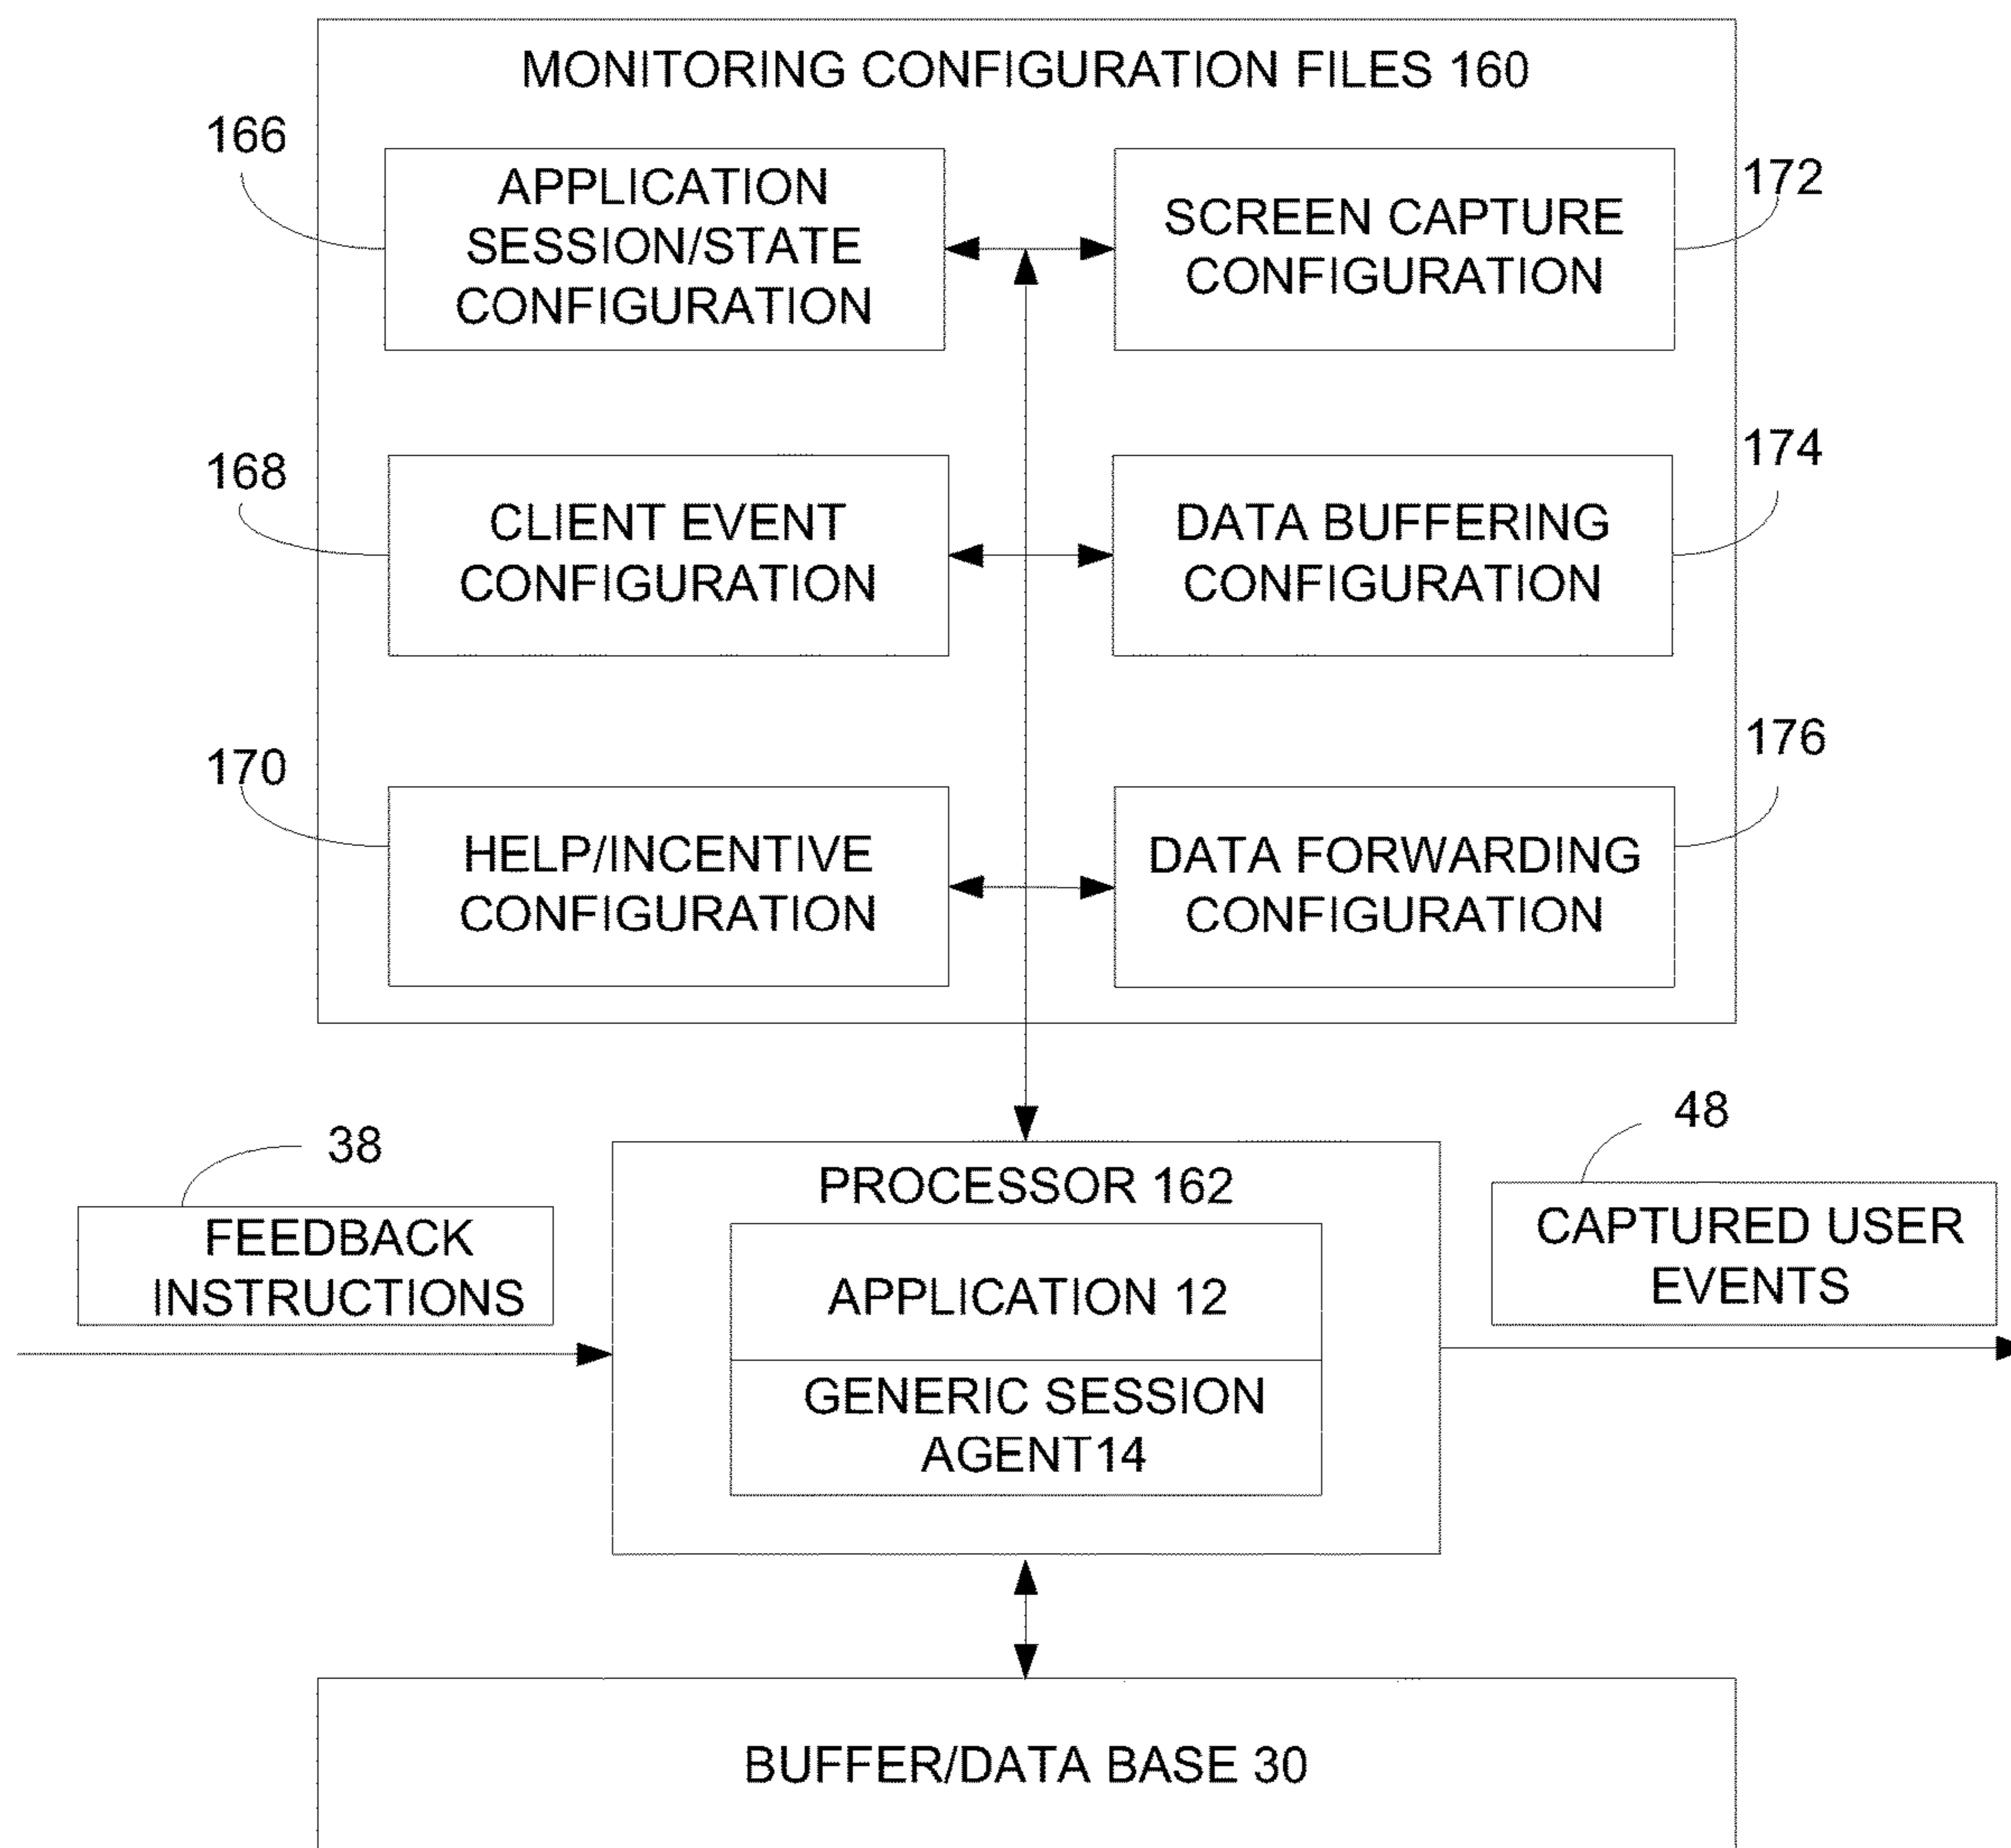 MONITORING CONFIGURATION FILES 160
166
APPLICATION
SESSION/STATE
CONFIGURATION
SCREEN CAPTURE
CONFIGURATION
172
168
CLIENT EVENT
CONFIGURATION
DATA BUFFERING
CONFIGURATION
174
170
HELP/INCENTIVE
CONFIGURATION
DATA FORWARDING
CONFIGURATION
176
38
FEEDBACK
INSTRUCTIONS
PROCESSOR 162
APPLICATION 12
GENERIC SESSION
AGENT14
48
CAPTURED USER
EVENTS
BUFFER/DATA BASE 30